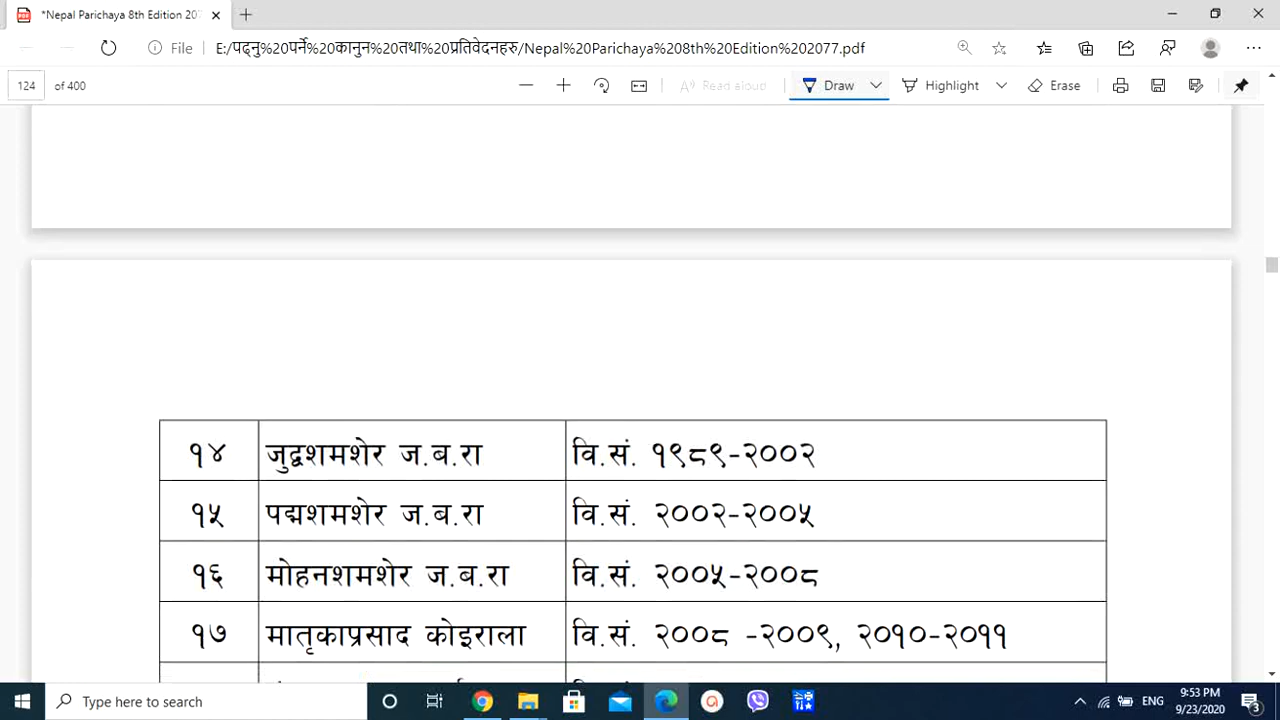 *Nepal Parichaya 8th Edition 207
File E:/पढ्नु%20पर्ने%20कानुन%20तथा%20प्रतिवेदनहरु/Nepal%20Parichaya%208th%20Edition%202077.pdf
124 of 400 Read aloud Draw Highlight Erase
१४ जुद्धशमशेर ज.ब.रा वि.सं. १९८९-२००२
१५ पद्मशमशेर ज.ब.रा वि.सं. २००२-२००५
१६ मोहनशमशेर ज.ब.रा वि.सं. २००५-२००८
१७ मातृकाप्रसाद कोइराला वि.सं. २००८ -२००९, २०१०-२०११
Type here to search ENG 9:53 PM
9/23/2020 3